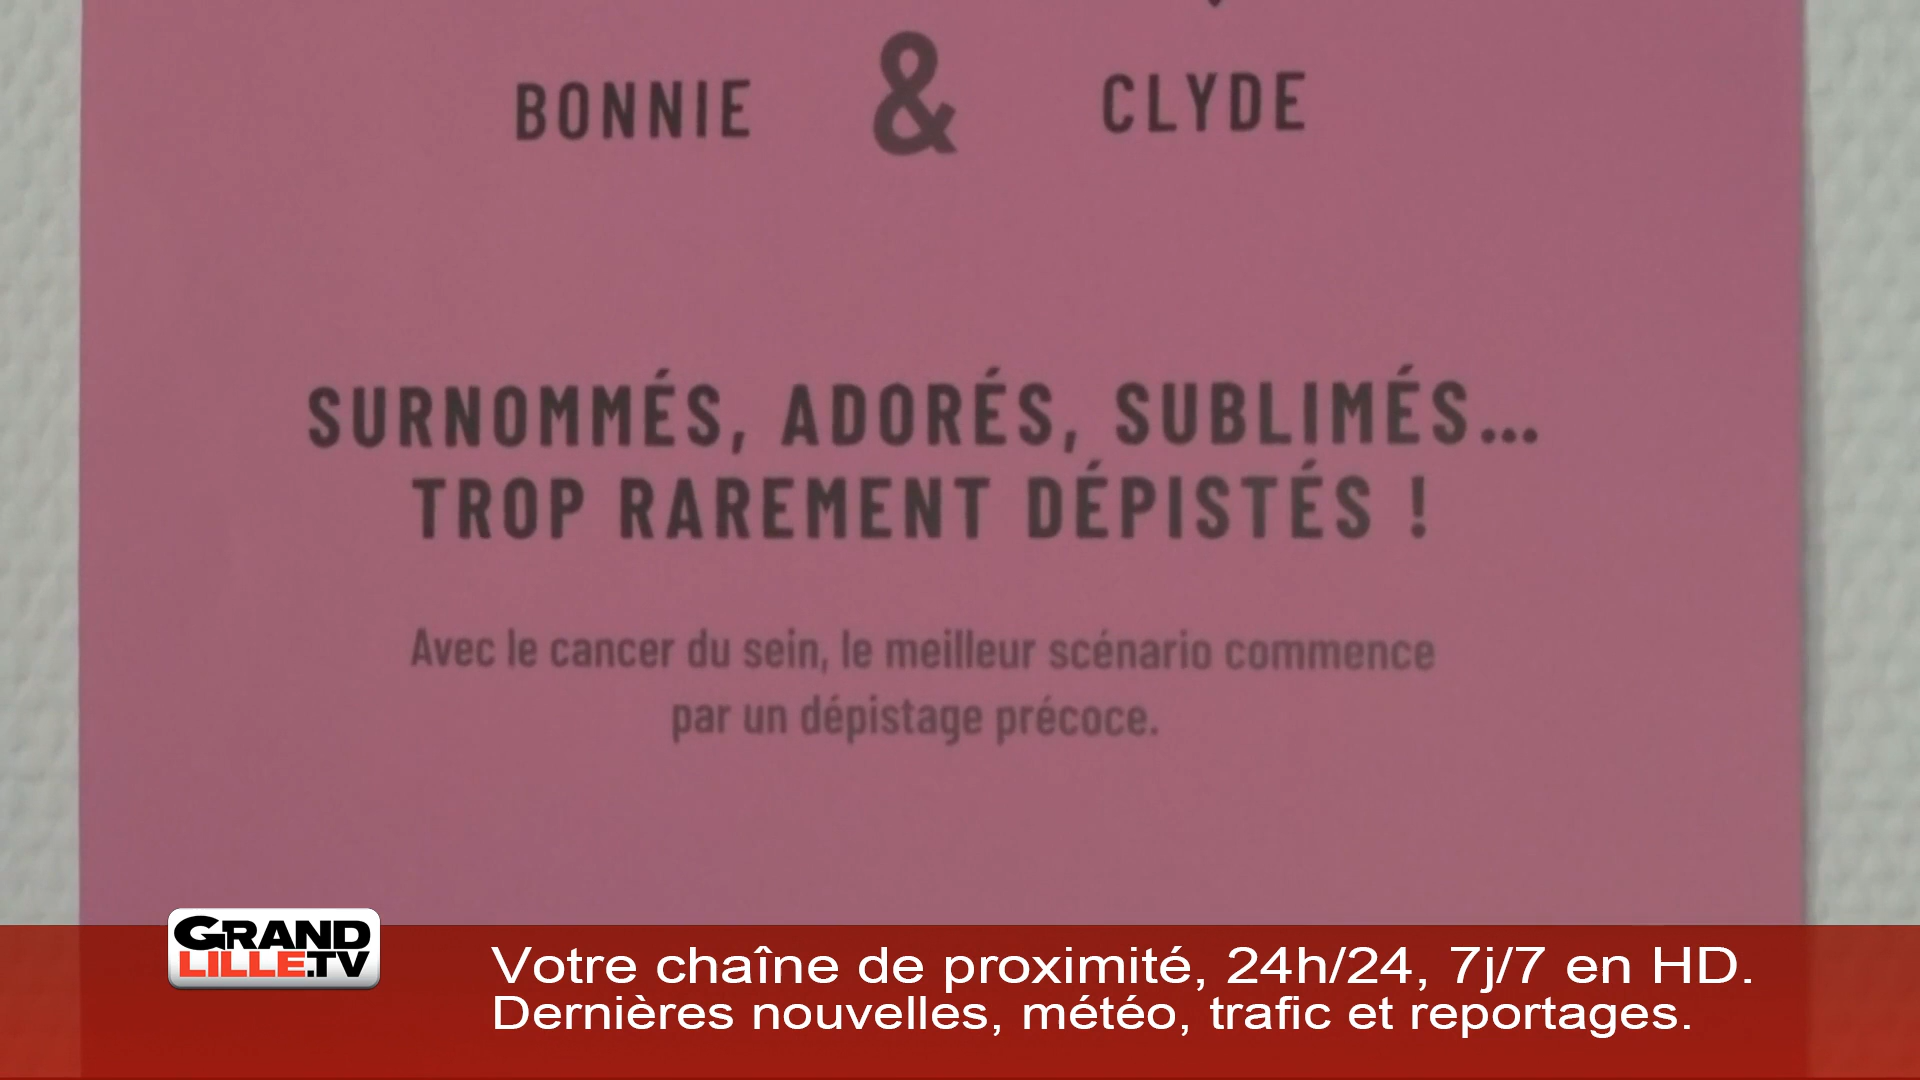 BONNIE & CLYDE
SURNOMMÉS, ADORÉS, SUBLIMÉS...
TROP RAREMENT DÉPISTÉS !
Avec le cancer du sein, le meilleur scénario commence
par un dépistage précoce.
GRAND
LILLE.TV
Votre chaîne de proximité, 24h/24, 7j/7 en HD.
Dernières nouvelles, météo, trafic et reportages.